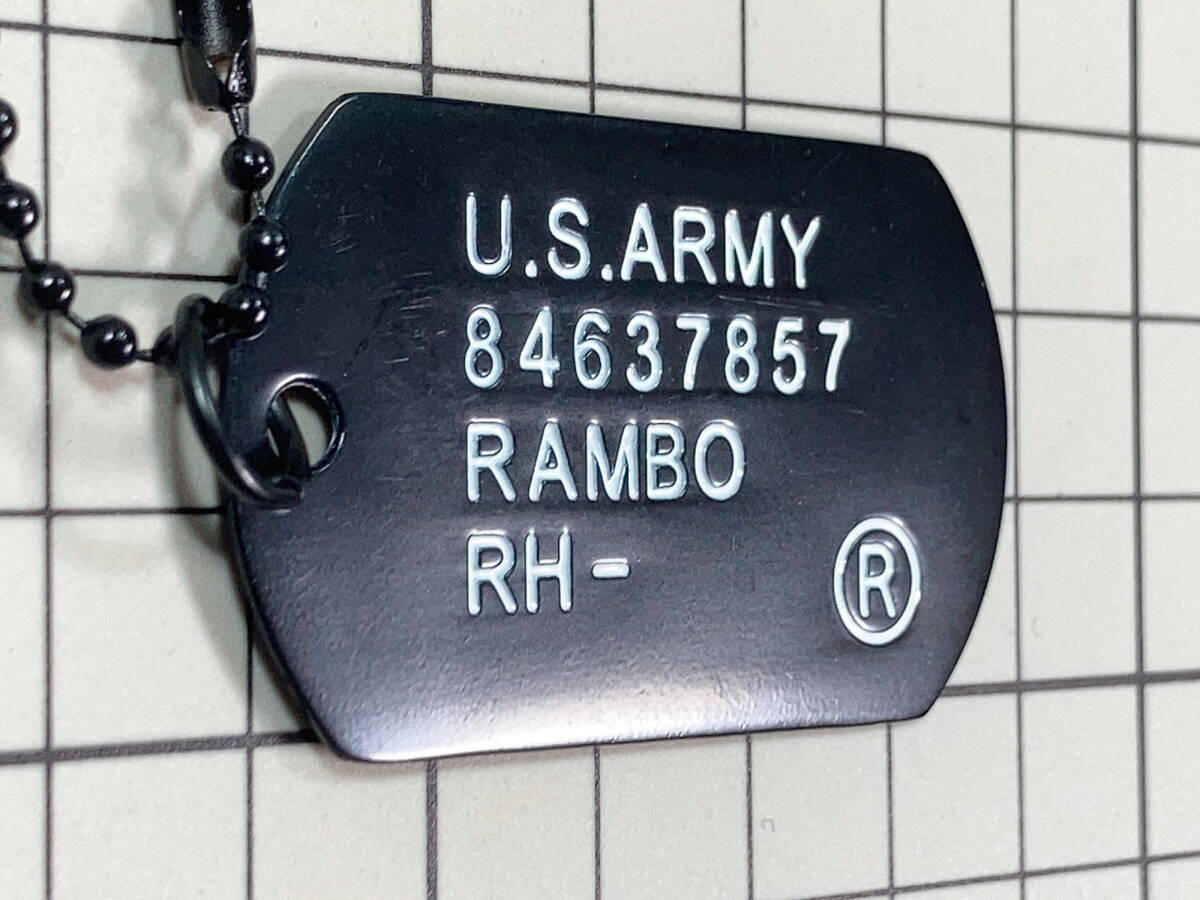 U.S.ARMY
84637857
RAMBO
RH- ®